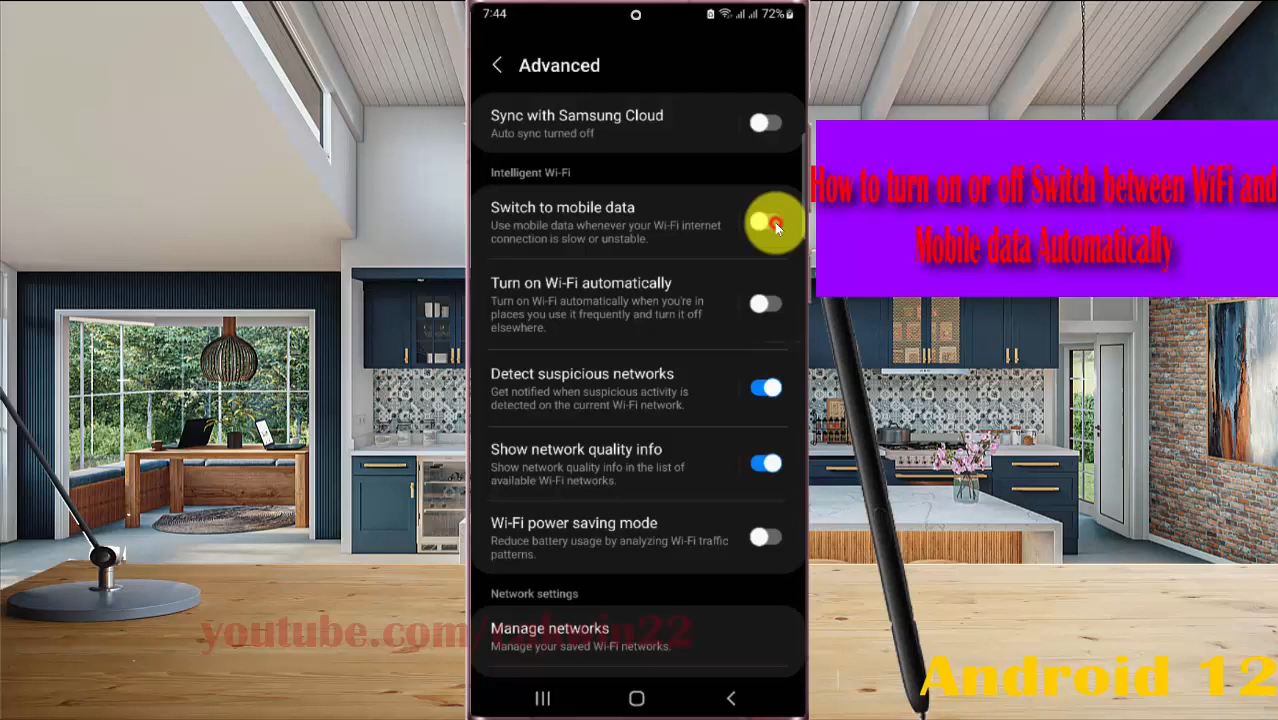 7:44
72%
Advanced
Sync with Samsung Cloud
Auto sync turned off
Intelligent Wi-Fi
Switch to mobile data
Use mobile data whenever your Wi-Fi internet
connection is slow or unstable.
Turn on Wi-Fi automatically
Turn on Wi-Fi automatically when you're in
places you use it frequently and turn it off
elsewhere.
Detect suspicious networks
Get notified when suspicious activity is
detected on the current Wi-Fi network.
Show network quality info
Show network quality info in the list of
available Wi-Fi networks.
Wi-Fi power saving mode
Reduce battery usage by analyzing Wi-Fi traffic
patterns.
Network settings
Manage networks
Manage your saved Wi-Fi networks.
How to turn on or off Switch between WiFi and
Mobile data Automatically
Android 12